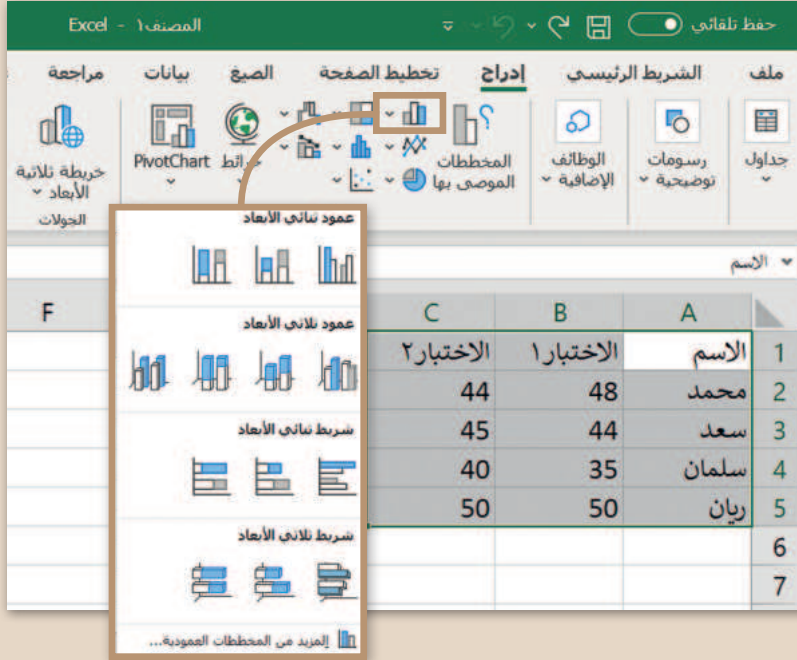 حفظ تلقائي
المصنف١ - Excel
ملف الشريط الرئيسي إدراج تخطيط الصفحة الصيغ بيانات مراجعة
جداول
رسومات توضيحية
الوظائف الإضافية
المخططات الموصى بها
خرائط
PivotChart
خريطة ثلاثية الأبعاد
الجولات
عمود ثنائي الأبعاد
عمود ثلاثي الأبعاد
شريط ثنائي الأبعاد
شريط ثلاثي الأبعاد
المزيد من المخططات العمودية...
الاسم
A B C F
1 الاسم الاختبار١ الاختبار٢
2 محمد 48 44
3 سعد 44 45
4 سلمان 35 40
5 ريان 50 50
6
7